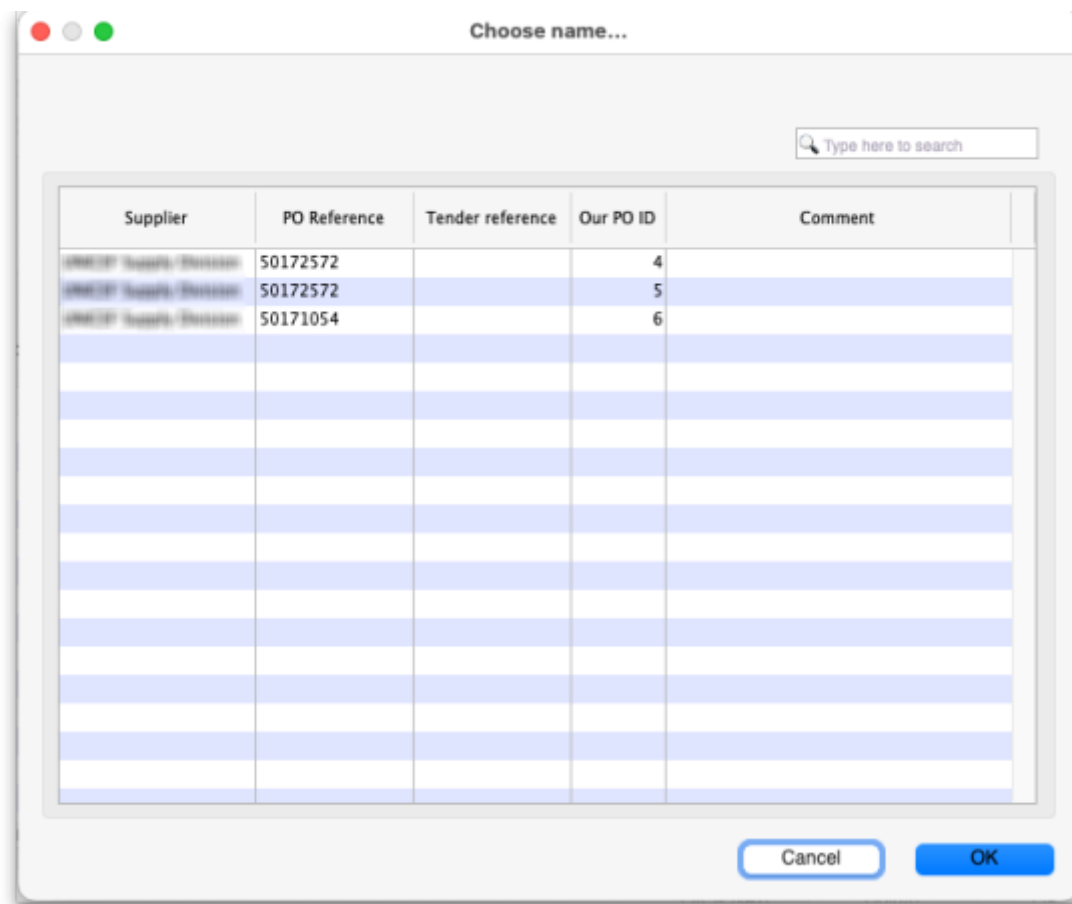 Choose name...
Type here to search
Supplier PO Reference Tender reference Our PO ID Comment
50172572 4
50172572 5
50171054 6
Cancel OK